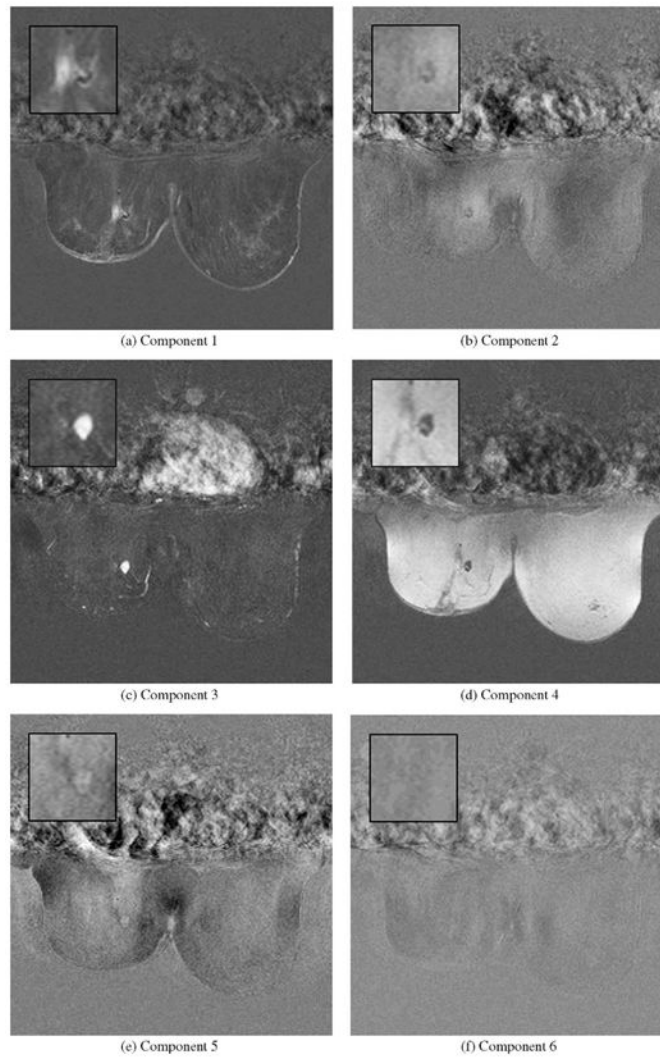 (a) Component 1
(b) Component 2
(c) Component 3
(d) Component 4
(e) Component 5
(f) Component 6